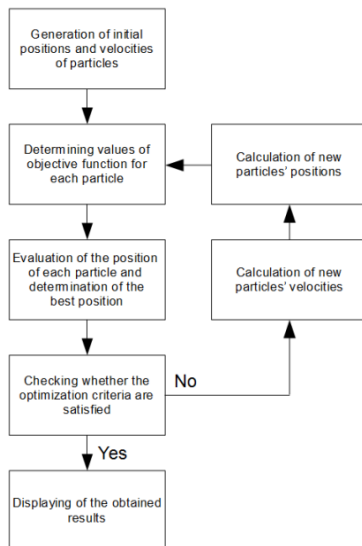 Generation of initial
positions and velocities
of particles
Determining values of
objective function for
each particle
Calculation of new
particles' positions
Evaluation of the position
of each particle and
determination of the
best position
Calculation of new
particles' velocities
Checking whether the
optimization criteria are
satisfied
No
Yes
Displaying of the obtained
results